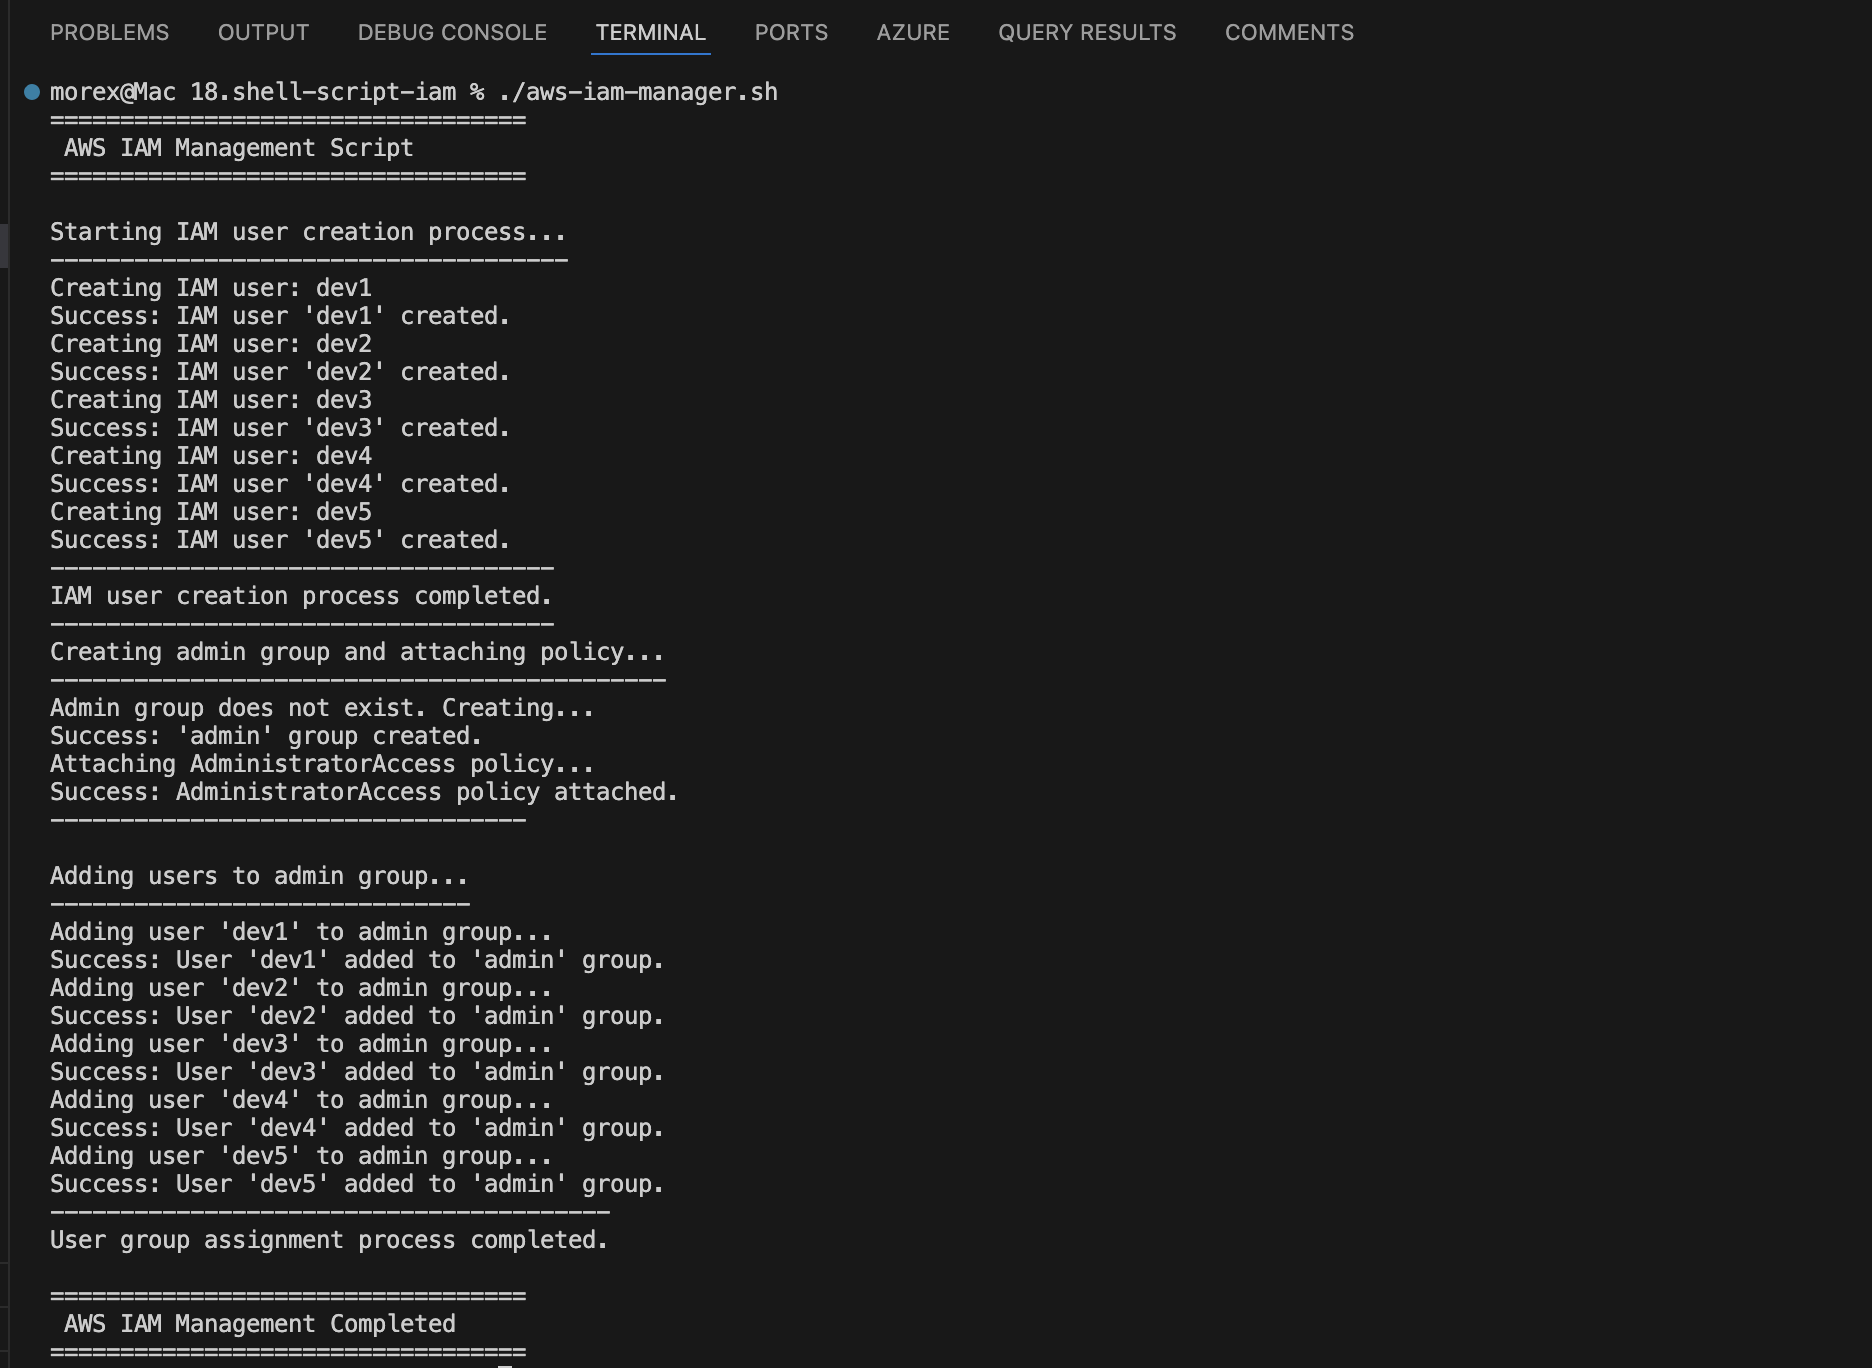 PROBLEMS OUTPUT DEBUG CONSOLE TERMINAL PORTS AZURE QUERY RESULTS COMMENTS
morex@Mac 18.shell-script-iam % ./aws-iam-manager.sh
==================================
 AWS IAM Management Script
==================================

Starting IAM user creation process...
-------------------------------------
Creating IAM user: dev1
Success: IAM user 'dev1' created.
Creating IAM user: dev2
Success: IAM user 'dev2' created.
Creating IAM user: dev3
Success: IAM user 'dev3' created.
Creating IAM user: dev4
Success: IAM user 'dev4' created.
Creating IAM user: dev5
Success: IAM user 'dev5' created.
------------------------------------
IAM user creation process completed.
------------------------------------
Creating admin group and attaching policy...
--------------------------------------------
Admin group does not exist. Creating...
Success: 'admin' group created.
Attaching AdministratorAccess policy...
Success: AdministratorAccess policy attached.
----------------------------------

Adding users to admin group...
------------------------------
Adding user 'dev1' to admin group...
Success: User 'dev1' added to 'admin' group.
Adding user 'dev2' to admin group...
Success: User 'dev2' added to 'admin' group.
Adding user 'dev3' to admin group...
Success: User 'dev3' added to 'admin' group.
Adding user 'dev4' to admin group...
Success: User 'dev4' added to 'admin' group.
Adding user 'dev5' to admin group...
Success: User 'dev5' added to 'admin' group.
----------------------------------------
User group assignment process completed.

==================================
 AWS IAM Management Completed
==================================